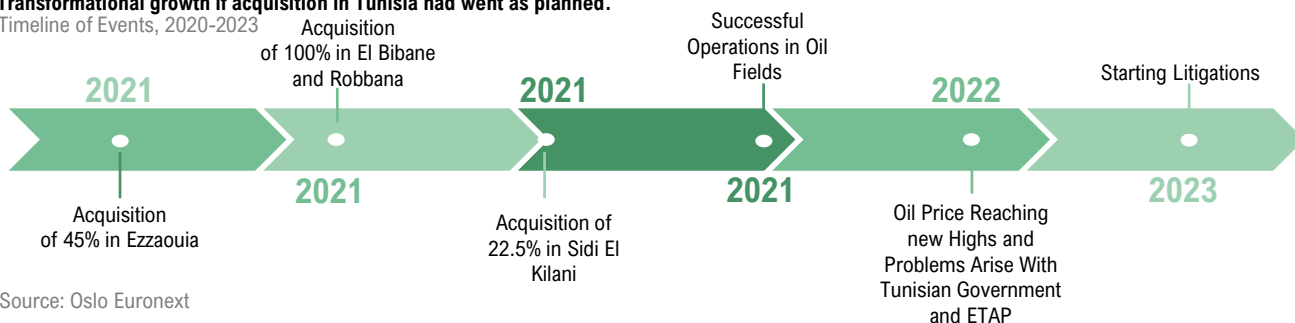 Transformational growth if acquisition in Tunisia had went as planned.
Timeline of Events, 2020-2023
2021
Acquisition
of 45% in Ezzaouia
Acquisition
of 100% in El Bibane
and Robbana
2021
2021
Acquisition of
22.5% in Sidi El
Kilani
Successful
Operations in Oil
Fields
2021
2022
Oil Price Reaching
new Highs and
Problems Arise With
Tunisian Government
and ETAP
Starting Litigations
2023
Source: Oslo Euronext